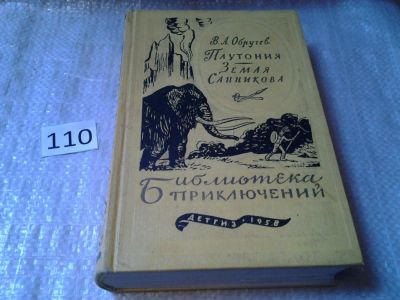 110
В. А. Обручев
Плутония
Земля
Санникова
Библиотека
приключений
ДЕТГИЗ • 1958